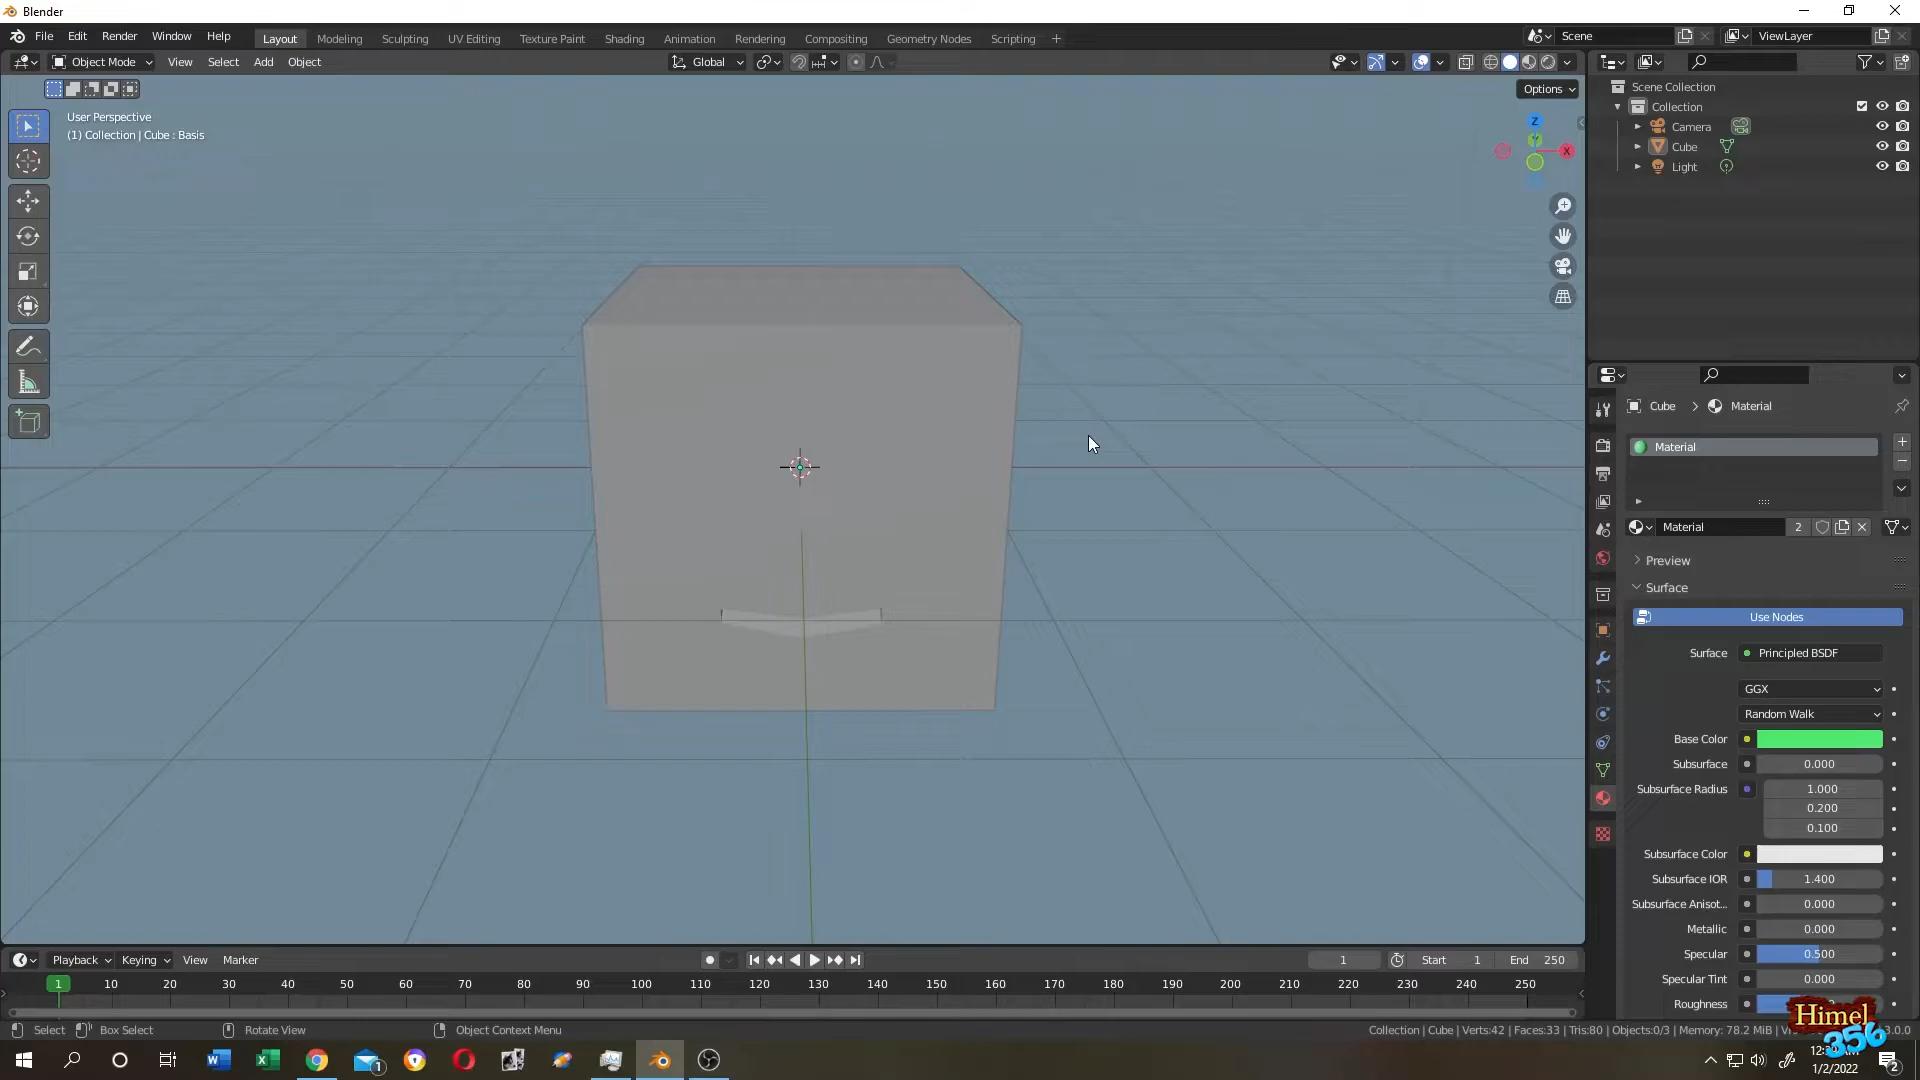 Blender
File Edit Render Window Help
Layout Modeling Sculpting UV Editing Texture Paint Shading Animation Rendering Compositing Geometry Nodes Scripting +
Scene
ViewLayer
Object Mode View Select Add Object
Global
Options
User Perspective
(1) Collection | Cube : Basis
Z
Y
X
Scene Collection
Collection
Camera
Cube
Light
Cube > Material
Material
Material 2
Preview
Surface
Use Nodes
Surface Principled BSDF
GGX
Random Walk
Base Color
Subsurface 0.000
Subsurface Radius 1.000
0.200
0.100
Subsurface Color
Subsurface IOR 1.400
Subsurface Anisot... 0.000
Metallic 0.000
Specular 0.500
Specular Tint 0.000
Roughness
Playback Keying View Marker
1 Start 1 End 250
1 10 20 30 40 50 60 70 80 90 100 110 120 130 140 150 160 170 180 190 200 210 220 230 240 250
Select Box Select Rotate View Object Context Menu
Collection | Cube | Verts:42 | Faces:33 | Tris:80 | Objects:0/3 | Memory: 78.2 MiB
Himel
356
1
1/2/2022
2